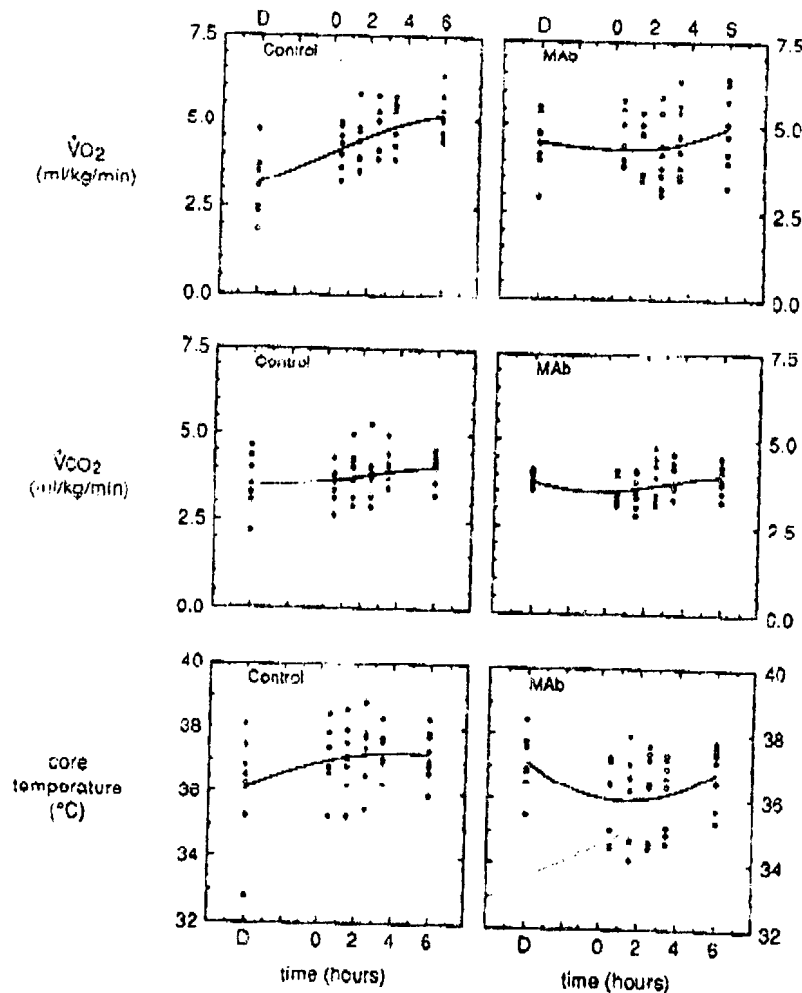 D 0 2 4 6
D 0 2 4 S
7.5 Control
MAb 7.5
5.0
5.0
V̇O2
(ml/kg/min)
2.5
2.5
0.0
0.0
7.5 Control
MAb 7.5
5.0
5.0
V̇CO2
(ml/kg/min)
2.5
2.5
0.0
0.0
40 Control
MAb 40
38
38
core
temperature
(°C)
36
36
34
34
32
32
D 0 2 4 6
D 0 2 4 6
time (hours)
time (hours)